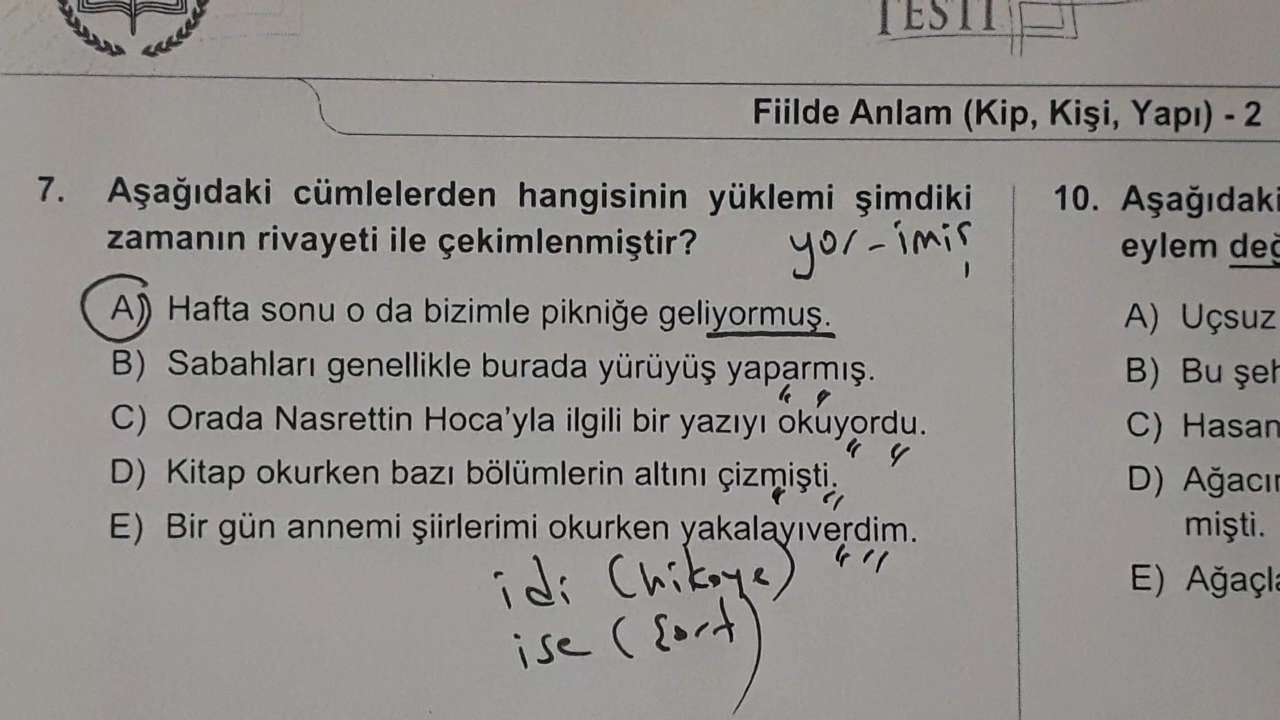 TESTİ
Fiilde Anlam (Kip, Kişi, Yapı) - 2
7. Aşağıdaki cümlelerden hangisinin yüklemi şimdiki
zamanın rivayeti ile çekimlenmiştir?
yor-imiş
A) Hafta sonu o da bizimle pikniğe geliyormuş.
B) Sabahları genellikle burada yürüyüş yaparmış.
C) Orada Nasrettin Hoca'yla ilgili bir yazıyı okuyordu.
D) Kitap okurken bazı bölümlerin altını çizmişti.
E) Bir gün annemi şiirlerimi okurken yakalayıverdim.
idi (hikaye)
ise (şart)
10. Aşağıdaki
eylem değ
A) Uçsuz
B) Bu şeh
C) Hasan
D) Ağacın
mişti.
E) Ağaçla